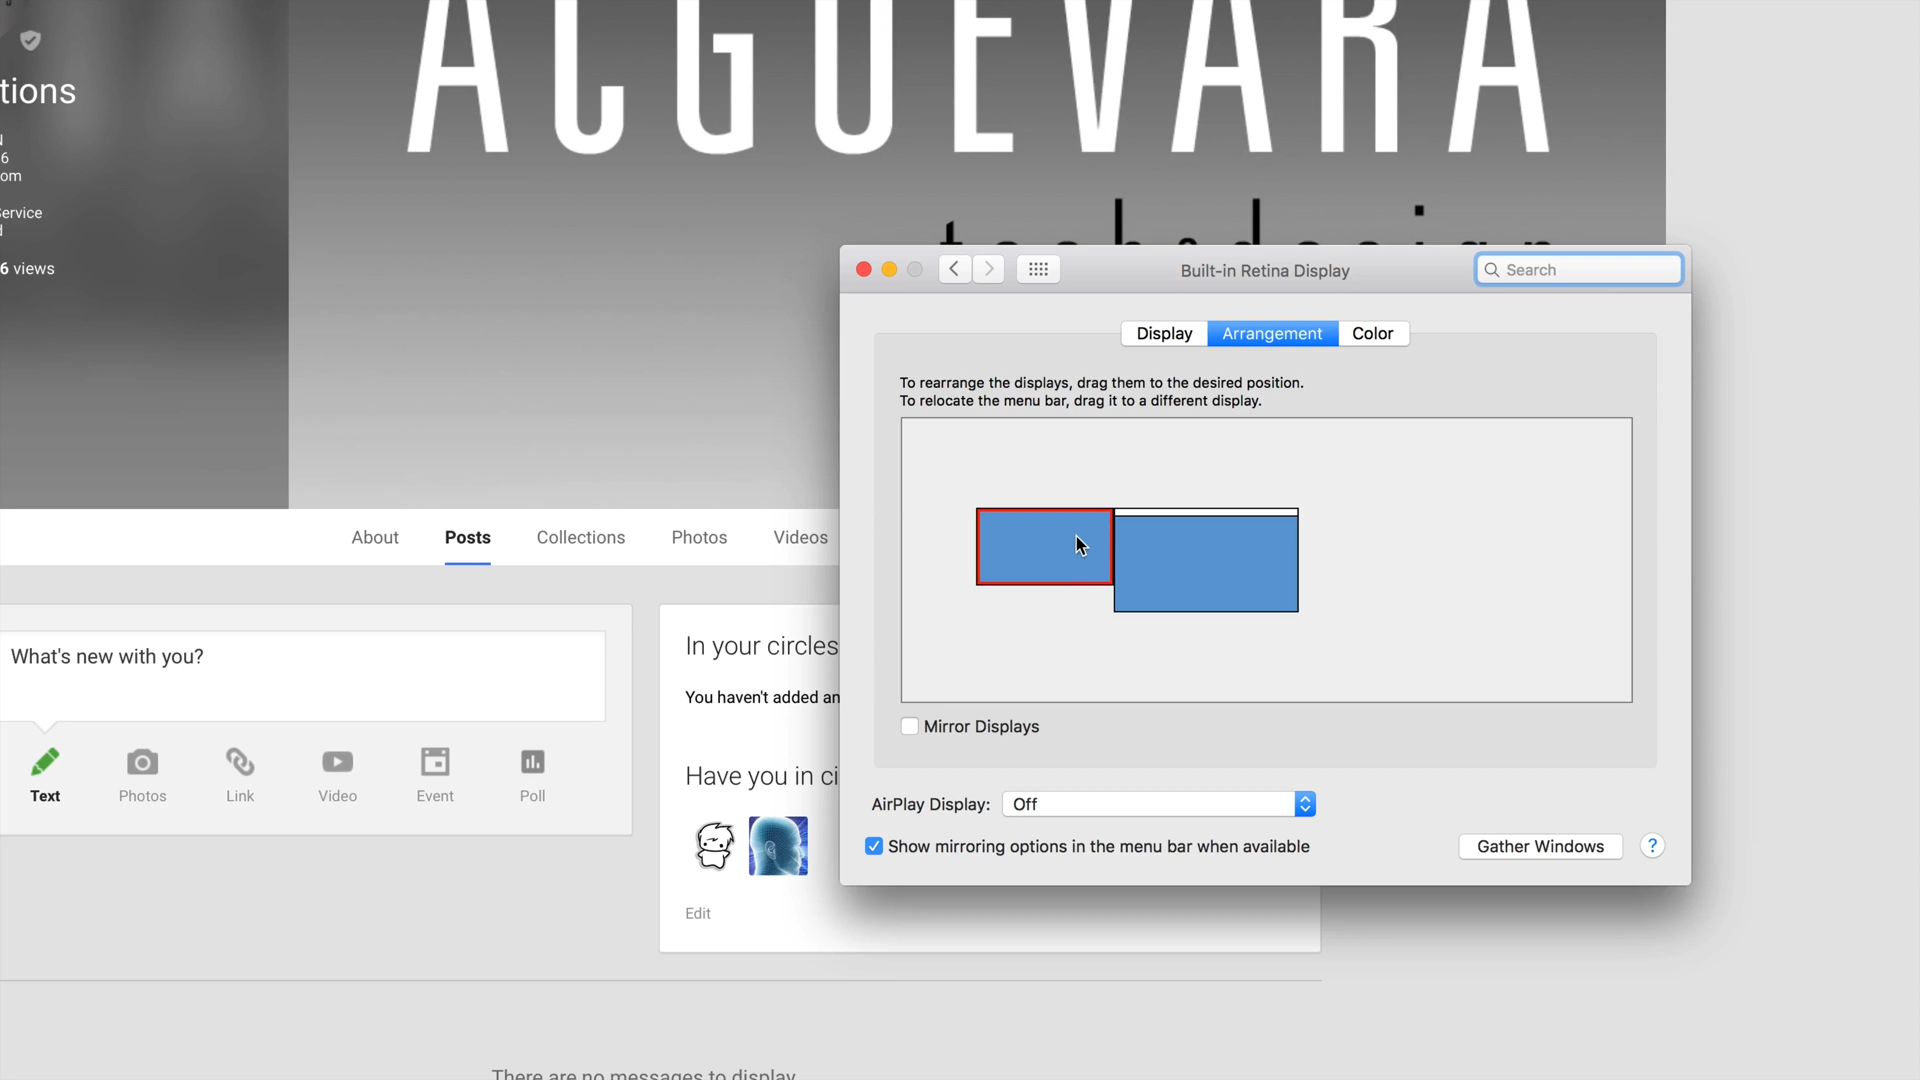 ACGUEVARA
tions
6
om
ervice
d
6 views
Built-in Retina Display
Search
Display
Arrangement
Color
To rearrange the displays, drag them to the desired position.
To relocate the menu bar, drag it to a different display.
About
Posts
Collections
Photos
Videos
What's new with you?
Text
Photos
Link
Video
Event
Poll
In your circles
You haven't added an
Have you in ci
Edit
Mirror Displays
AirPlay Display:
Off
Show mirroring options in the menu bar when available
Gather Windows
?
There are no messages to display